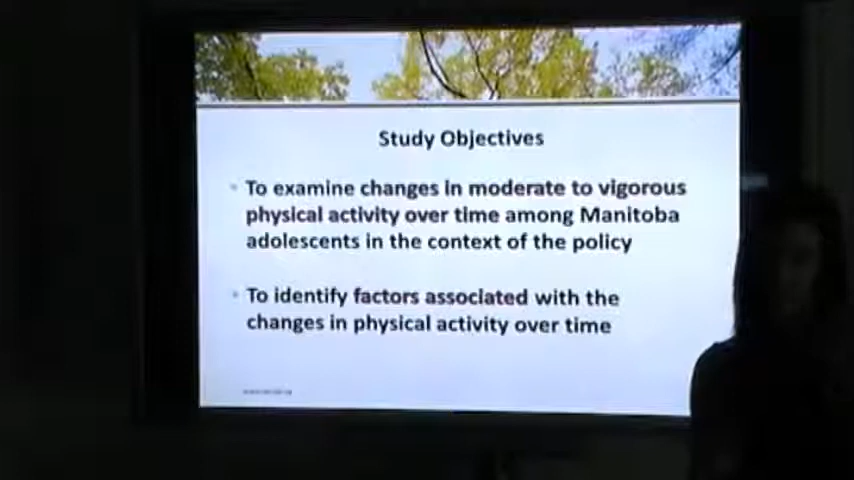 Study Objectives
To examine changes in moderate to vigorous
physical activity over time among Manitoba
adolescents in the context of the policy
To identify factors associated with the
changes in physical activity over time